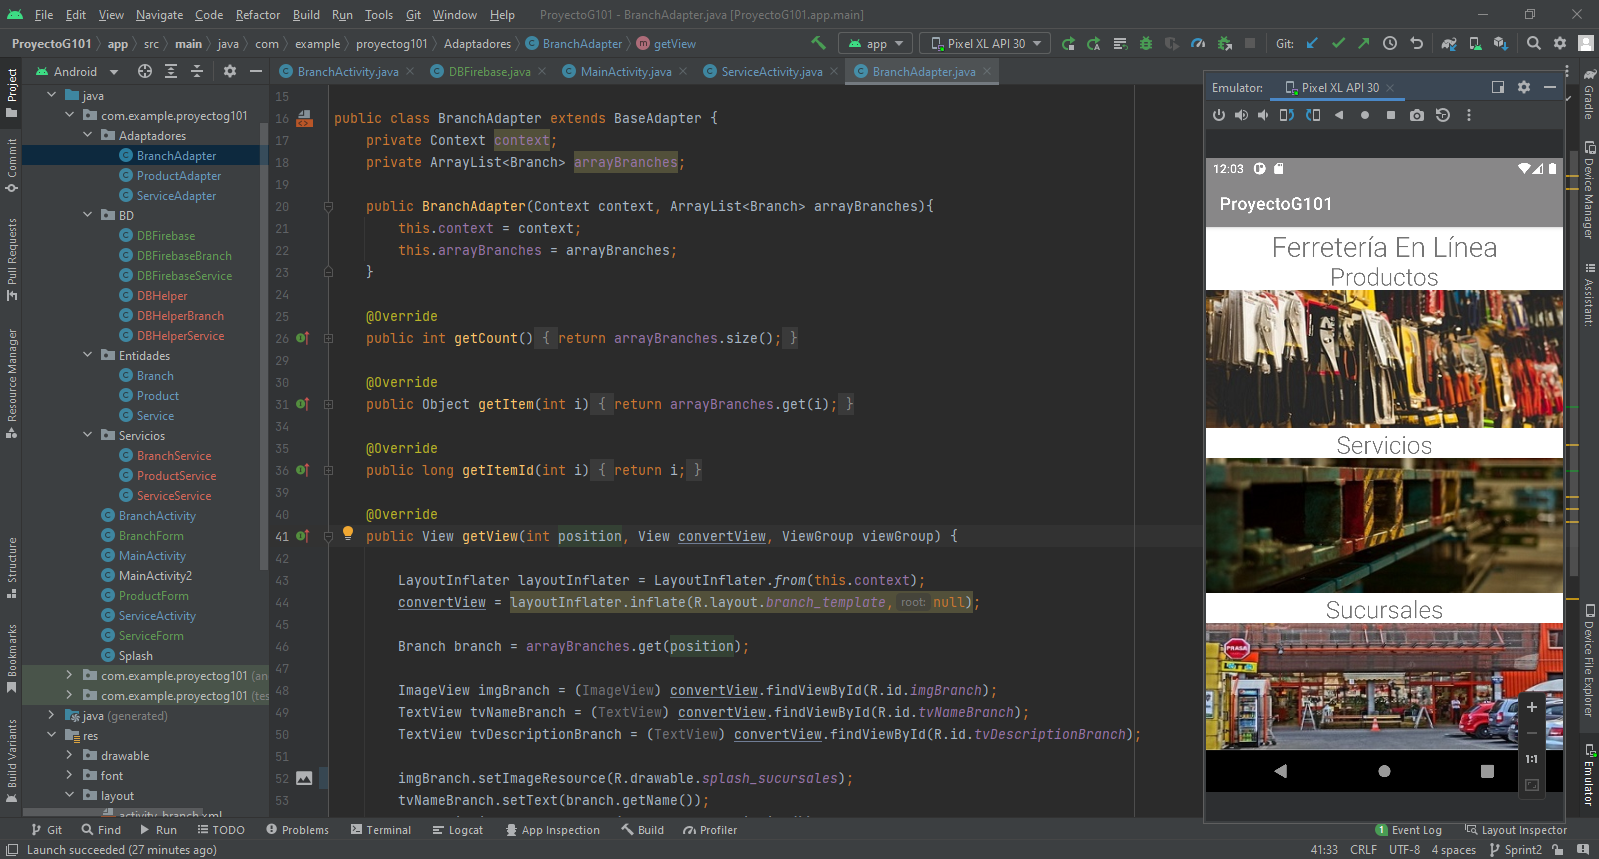 File Edit View Navigate Code Refactor Build Run Tools Git Window Help ProyectoG101 - BranchAdapter.java [ProyectoG101.app.main]
ProyectoG101 app src main java com example proyectog101 Adaptadores BranchAdapter getView app Pixel XL API 30 Git:
Android
BranchActivity.java DBFirebase.java MainActivity.java ServiceActivity.java BranchAdapter.java
Project
Commit
Pull Requests
Resource Manager
Structure
Bookmarks
Build Variants
java
com.example.proyectog101
Adaptadores
BranchAdapter
ProductAdapter
ServiceAdapter
BD
DBFirebase
DBFirebaseBranch
DBFirebaseService
DBHelper
DBHelperBranch
DBHelperService
Entidades
Branch
Product
Service
Servicios
BranchService
ProductService
ServiceService
BranchActivity
BranchForm
MainActivity
MainActivity2
ProductForm
ServiceActivity
ServiceForm
Splash
com.example.proyectog101 (an
com.example.proyectog101 (tes
java (generated)
res
drawable
font
layout
activity_branch.xml
15
16 public class BranchAdapter extends BaseAdapter {
17 private Context context;
18 private ArrayList<Branch> arrayBranches;
19
20 public BranchAdapter(Context context, ArrayList<Branch> arrayBranches){
21 this.context = context;
22 this.arrayBranches = arrayBranches;
23 }
24
25 @Override
26 public int getCount() { return arrayBranches.size(); }
29
30 @Override
31 public Object getItem(int i) { return arrayBranches.get(i); }
34
35 @Override
36 public long getItemId(int i) { return i; }
39
40 @Override
41 public View getView(int position, View convertView, ViewGroup viewGroup) {
42
43 LayoutInflater layoutInflater = LayoutInflater.from(this.context);
44 convertView = layoutInflater.inflate(R.layout.branch_template, root: null);
45
46 Branch branch = arrayBranches.get(position);
47
48 ImageView imgBranch = (ImageView) convertView.findViewById(R.id.imgBranch);
49 TextView tvNameBranch = (TextView) convertView.findViewById(R.id.tvNameBranch);
50 TextView tvDescriptionBranch = (TextView) convertView.findViewById(R.id.tvDescriptionBranch);
51
52 imgBranch.setImageResource(R.drawable.splash_sucursales);
53 tvNameBranch.setText(branch.getName());
Emulator: Pixel XL API 30
12:03
ProyectoG101
Ferretería En Línea
Productos
Servicios
Sucursales
PRASA
1:1
Gradle
Device Manager
Assistant:
Device File Explorer
Emulator
Git Find Run TODO Problems Terminal Logcat App Inspection Build Profiler 1 Event Log Layout Inspector
Launch succeeded (27 minutes ago) 41:33 CRLF UTF-8 4 spaces Sprint2